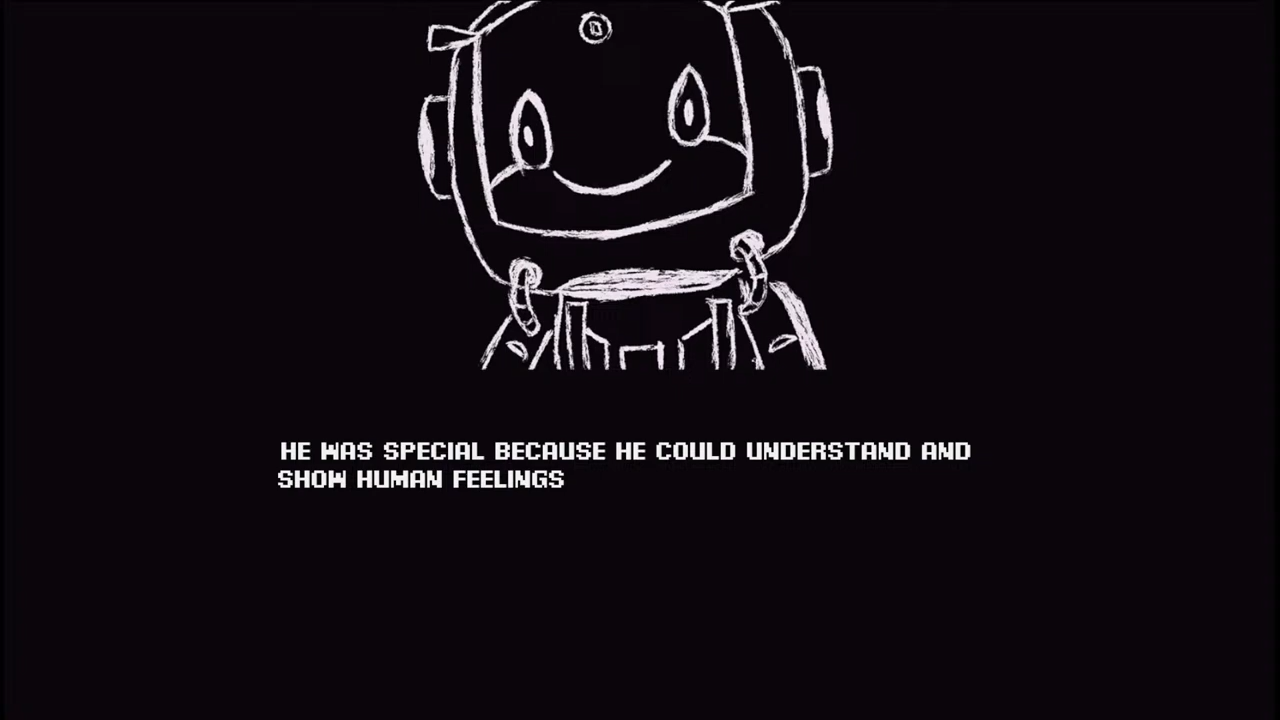 HE WAS SPECIAL BECAUSE HE COULD UNDERSTAND AND
SHOW HUMAN FEELINGS